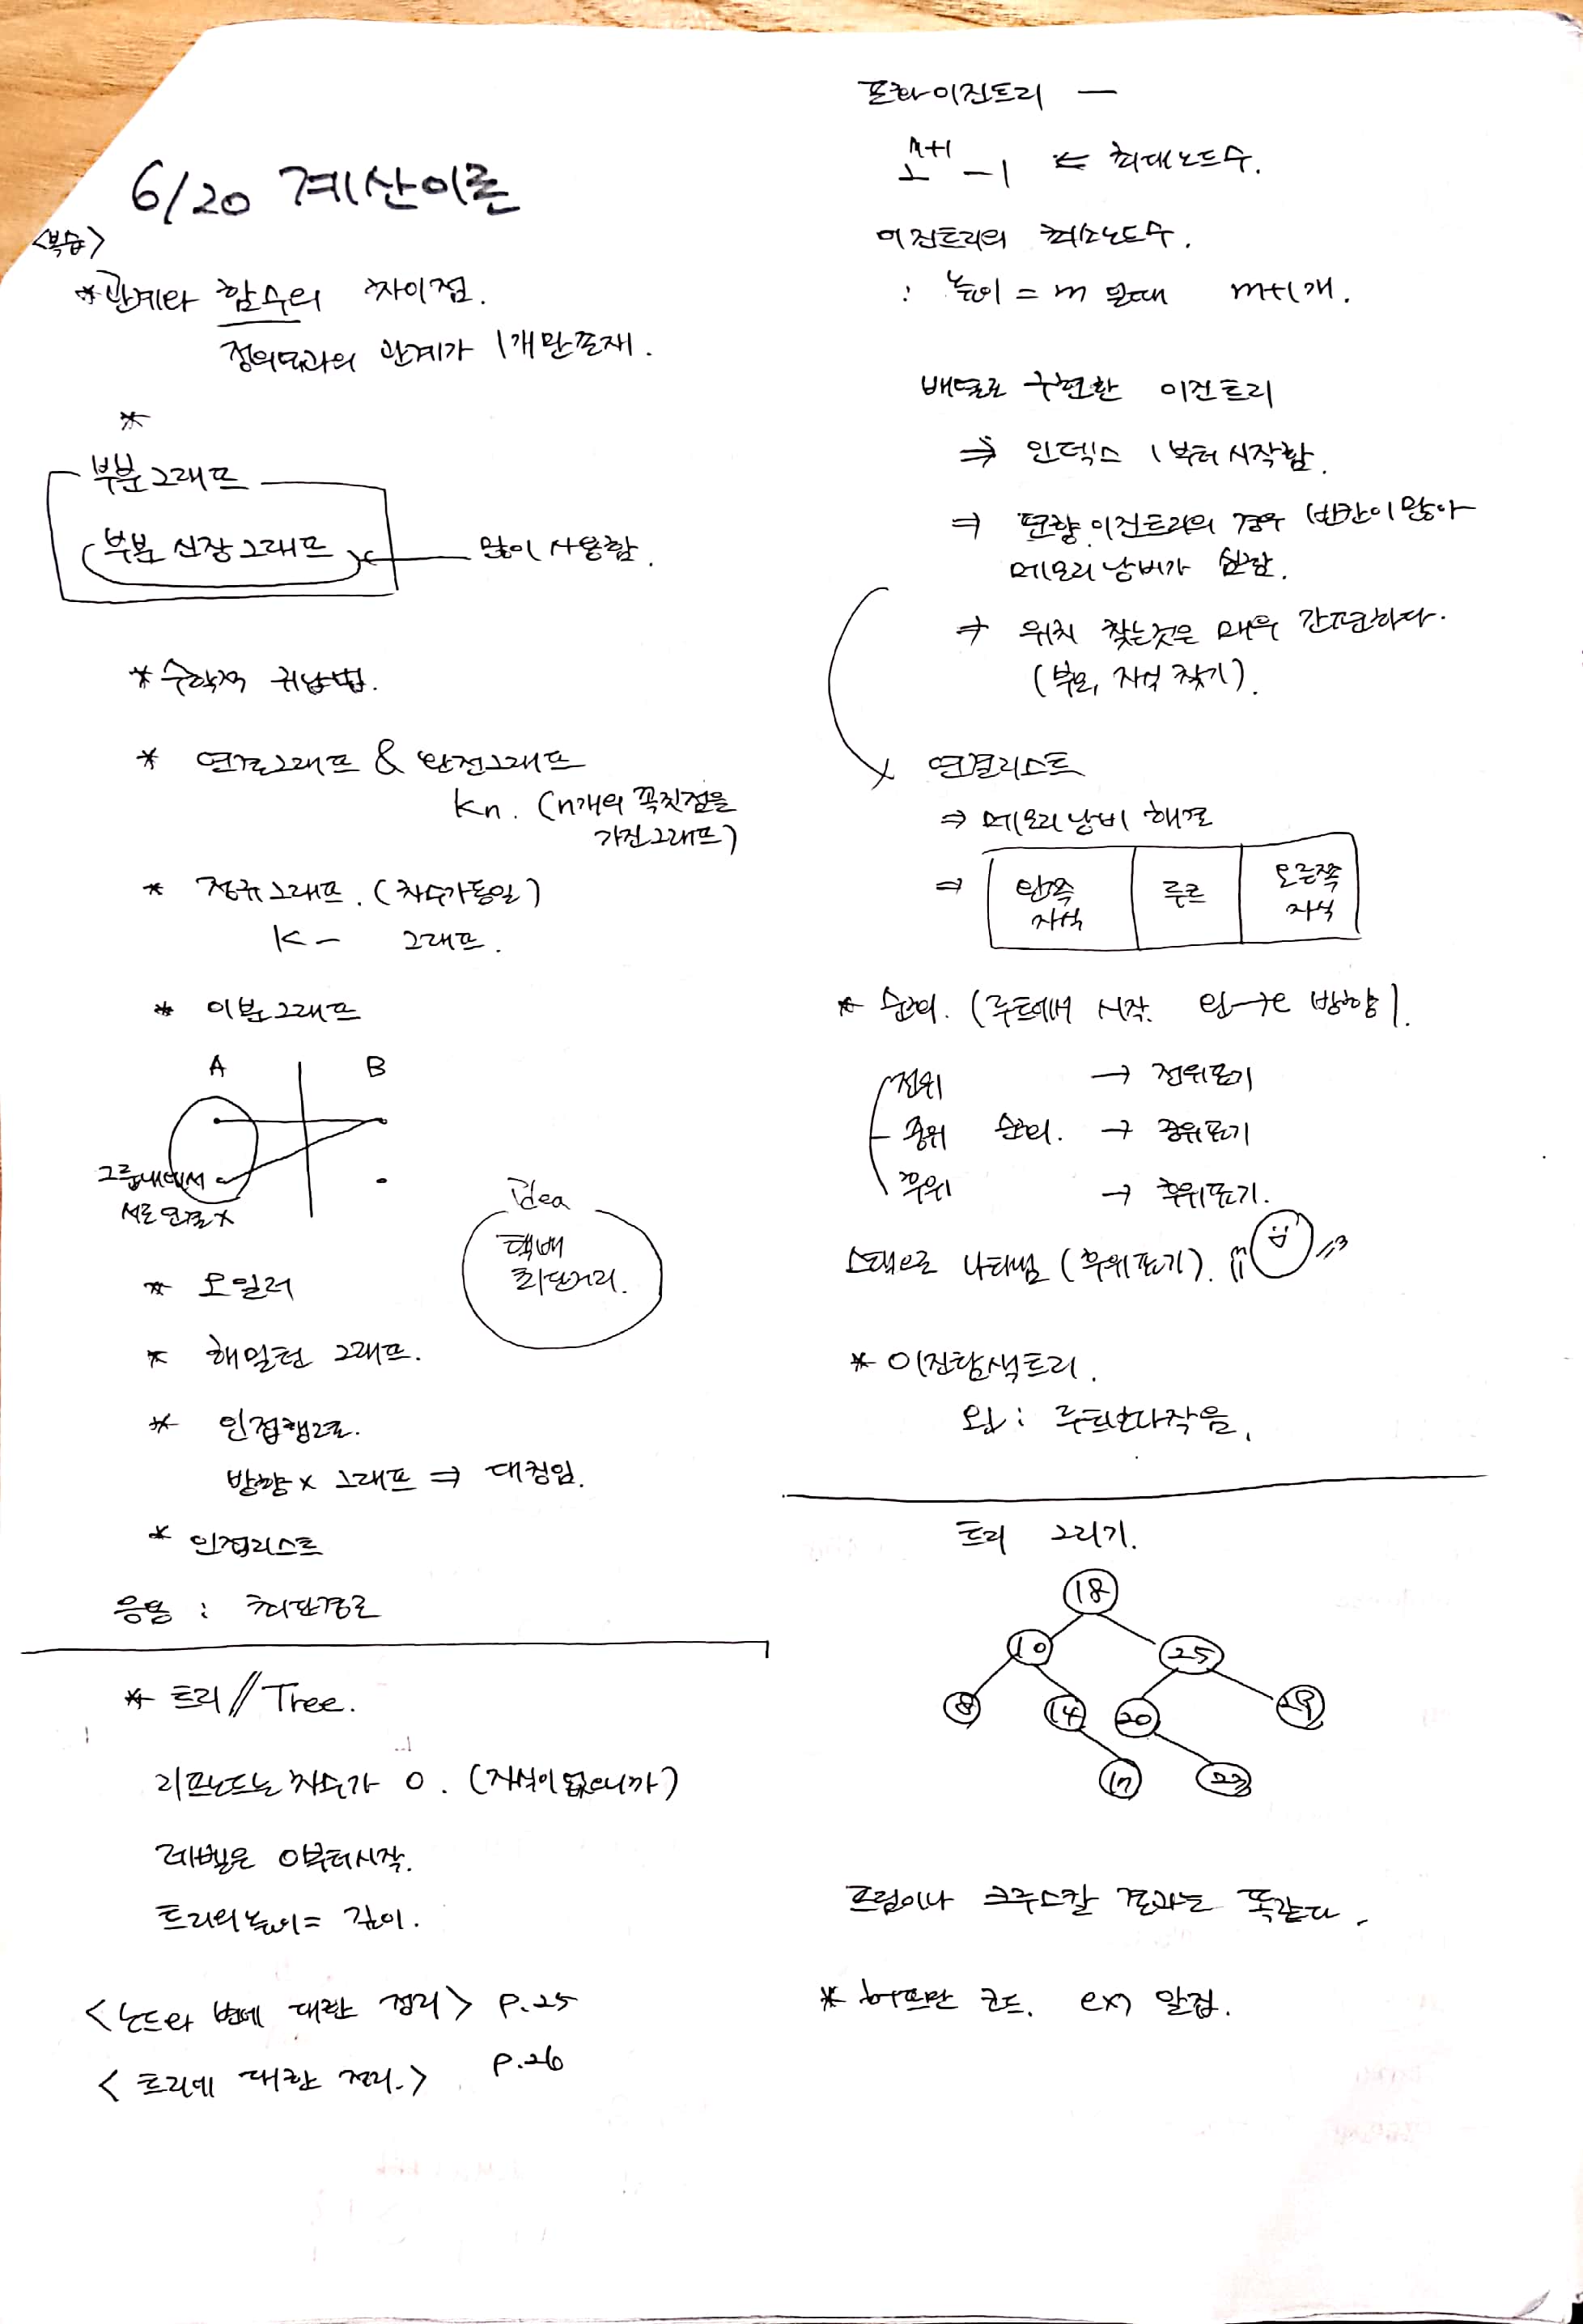 6/20 계산이론
<복습>
* 관계와 함수의 차이점.
정의역과의 관계가 1개만존재.
*
부분그래프
부분 신장그래프
많이 사용함.
* 수학적 귀납법.
* 연결그래프 & 완전그래프
Kn. (n개의 꼭짓점을
가진그래프)
* 정규그래프. (차수가동일)
K - 그래프.
* 이분그래프
A B
그룹내에서
서로연결x
Idea
택배
최단거리.
* 오일러
* 해밀턴 그래프.
* 인접행렬.
방향x 그래프 ⇒ 대칭임.
* 인접리스트
응용 : 최단경로
* 트리 // Tree.
리프노드는 차수가 0. (자식이 없으니까)
레벨은 0부터시작.
트리의높이= 깊이.
<노드와 변에 대한 정리> P.25
<트리에 대한 정리.> P.26
포화이진트리 —
2^{m+1} - 1 ⇐ 최대노드수.
이진트리의 최소노드수.
: 높이 = m 일때 m+1개.
배열로 구현한 이진트리
⇒ 인덱스 1부터시작함.
⇒ 편향 이진트리의 경우 빈칸이많아
메모리낭비가 심함.
⇒ 위치 찾는것은 매우 간편하다.
(부모, 자식 찾기).
연결리스트
⇒ 메모리낭비 해결
⇒ 왼쪽 자식 루트 오른쪽 자식
* 순회. (루트에서 시작. 왼→오 방향).
전위 → 전위표기
중위 순회. → 중위표기
후위 → 후위표기.
스택으로 나타냄 (후위표기).
* 이진탐색트리.
왼: 루트보다작음.
트리 그리기.
18
10 25
8 14 20 29
17 23
프림이나 크루스칼 결과는 똑같다.
* 허프만 코드. ex) 알집.